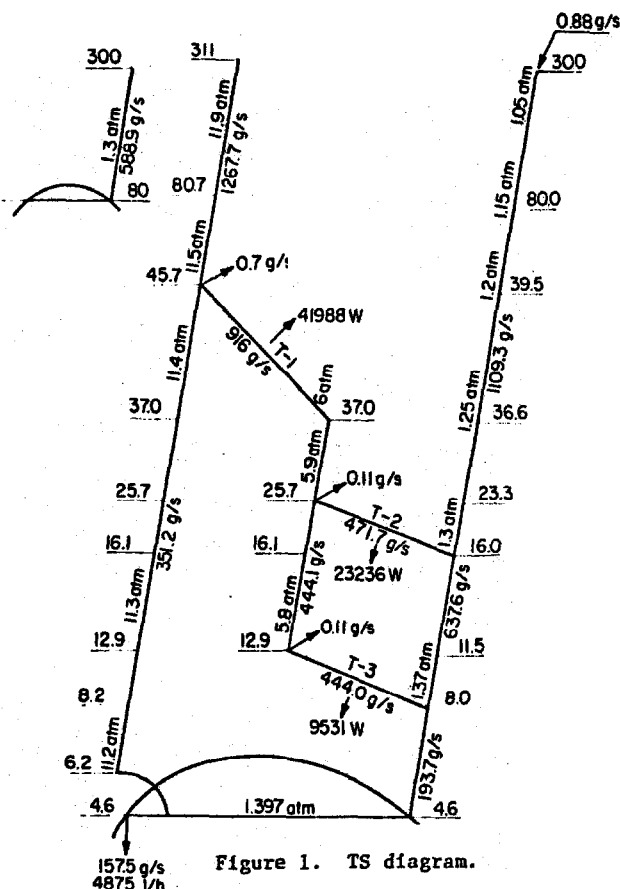 0.88 g/s
300
311
300
1.3 atm
588.9 g/s
11.9 atm
1267.7 g/s
1.05 atm
80
80.7
1.15 atm
80.0
11.5 atm
45.7
0.7 g/s
1.2 atm
39.5
41988 W
T-1
916 g/s
11.4 atm
1109.3 g/s
6 atm
37.0
37.0
1.25 atm
36.6
5.9 atm
25.7
25.7
0.11 g/s
23.3
T-2
471.7 g/s
1.3 atm
351.2 g/s
16.1
16.1
16.0
23236 W
444.1 g/s
637.6 g/s
11.3 atm
5.8 atm
0.11 g/s
12.9
12.9
11.5
T-3
444.0 g/s
1.37 atm
8.2
8.0
9531 W
11.2 atm
193.7 g/s
6.2
4.6
1.397 atm
4.6
157.5 g/s
4875 l/h
Figure 1. TS diagram.